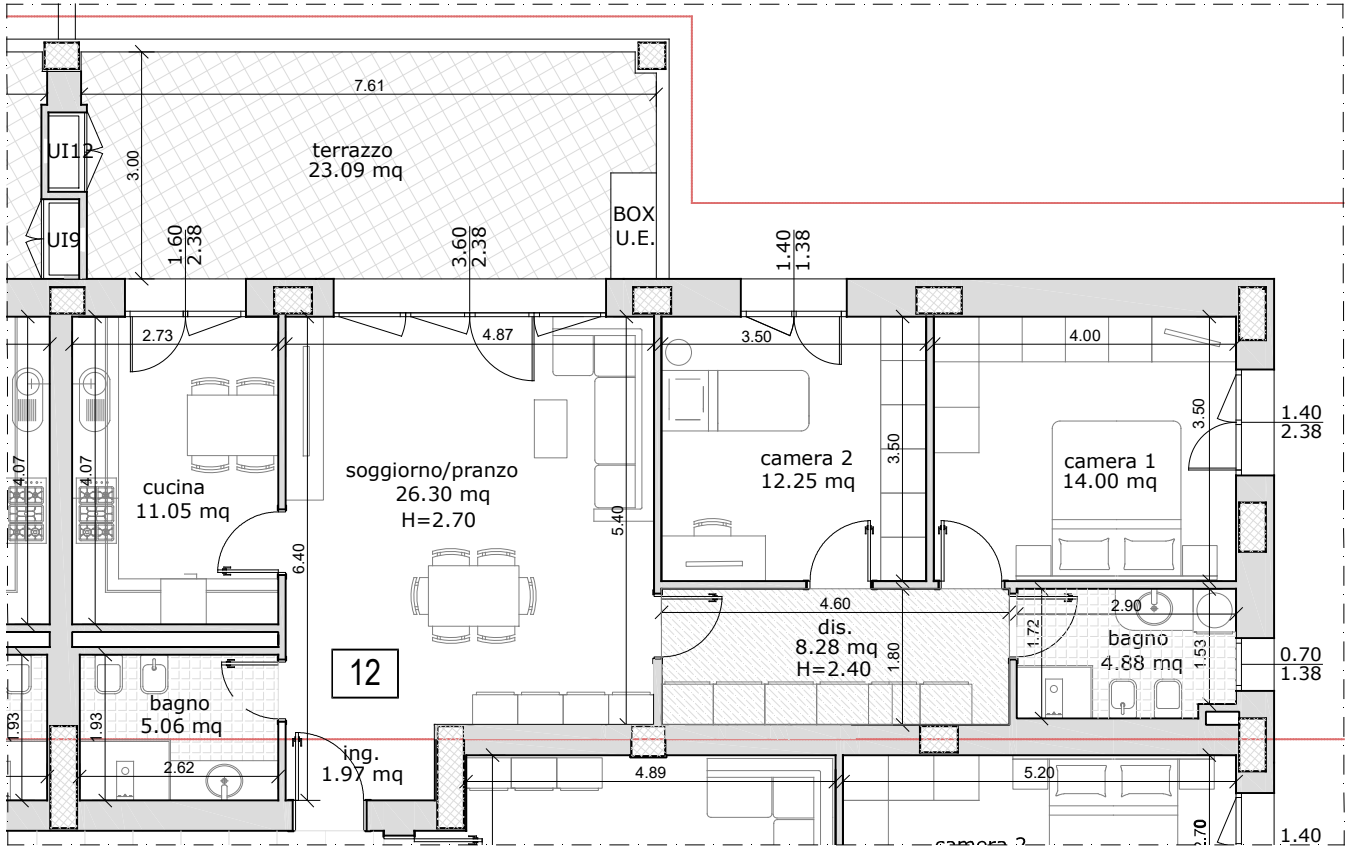 7.61
UI12
3.00
terrazzo
23.09 mq
BOX
U.E.
UI9
1.60
2.38
3.60
2.38
1.40
1.38
2.73
4.87
3.50
4.00
1.40
2.38
3.50
3.50
4.07
4.07
cucina
11.05 mq
soggiorno/pranzo
26.30 mq
H=2.70
camera 2
12.25 mq
camera 1
14.00 mq
5.40
6.40
4.60
2.90
dis.
8.28 mq
H=2.40
1.80
1.72
bagno
4.88 mq
1.53
0.70
1.38
12
bagno
5.06 mq
1.93
1.93
2.62
ing.
1.97 mq
4.89
5.20
camera 2
1.40